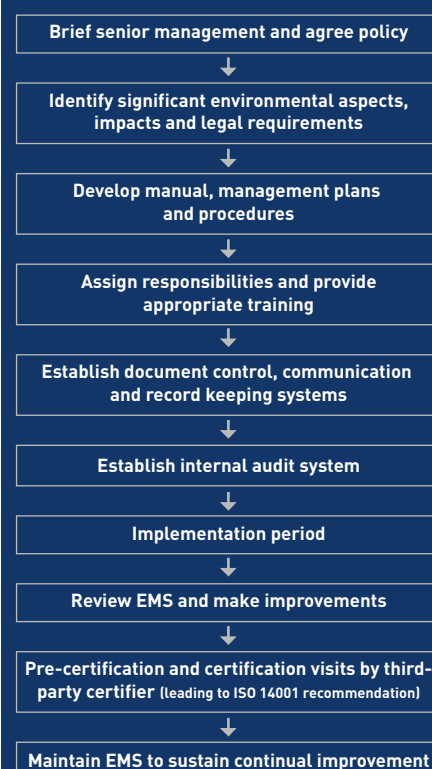 Brief senior management and agree policy
Identify significant environmental aspects,
impacts and legal requirements
Develop manual, management plans
and procedures
Assign responsibilities and provide
appropriate training
Establish document control, communication
and record keeping systems
Establish internal audit system
Implementation period
Review EMS and make improvements
Pre-certification and certification visits by third-
party certifier (leading to ISO 14001 recommendation)
Maintain EMS to sustain continual improvement